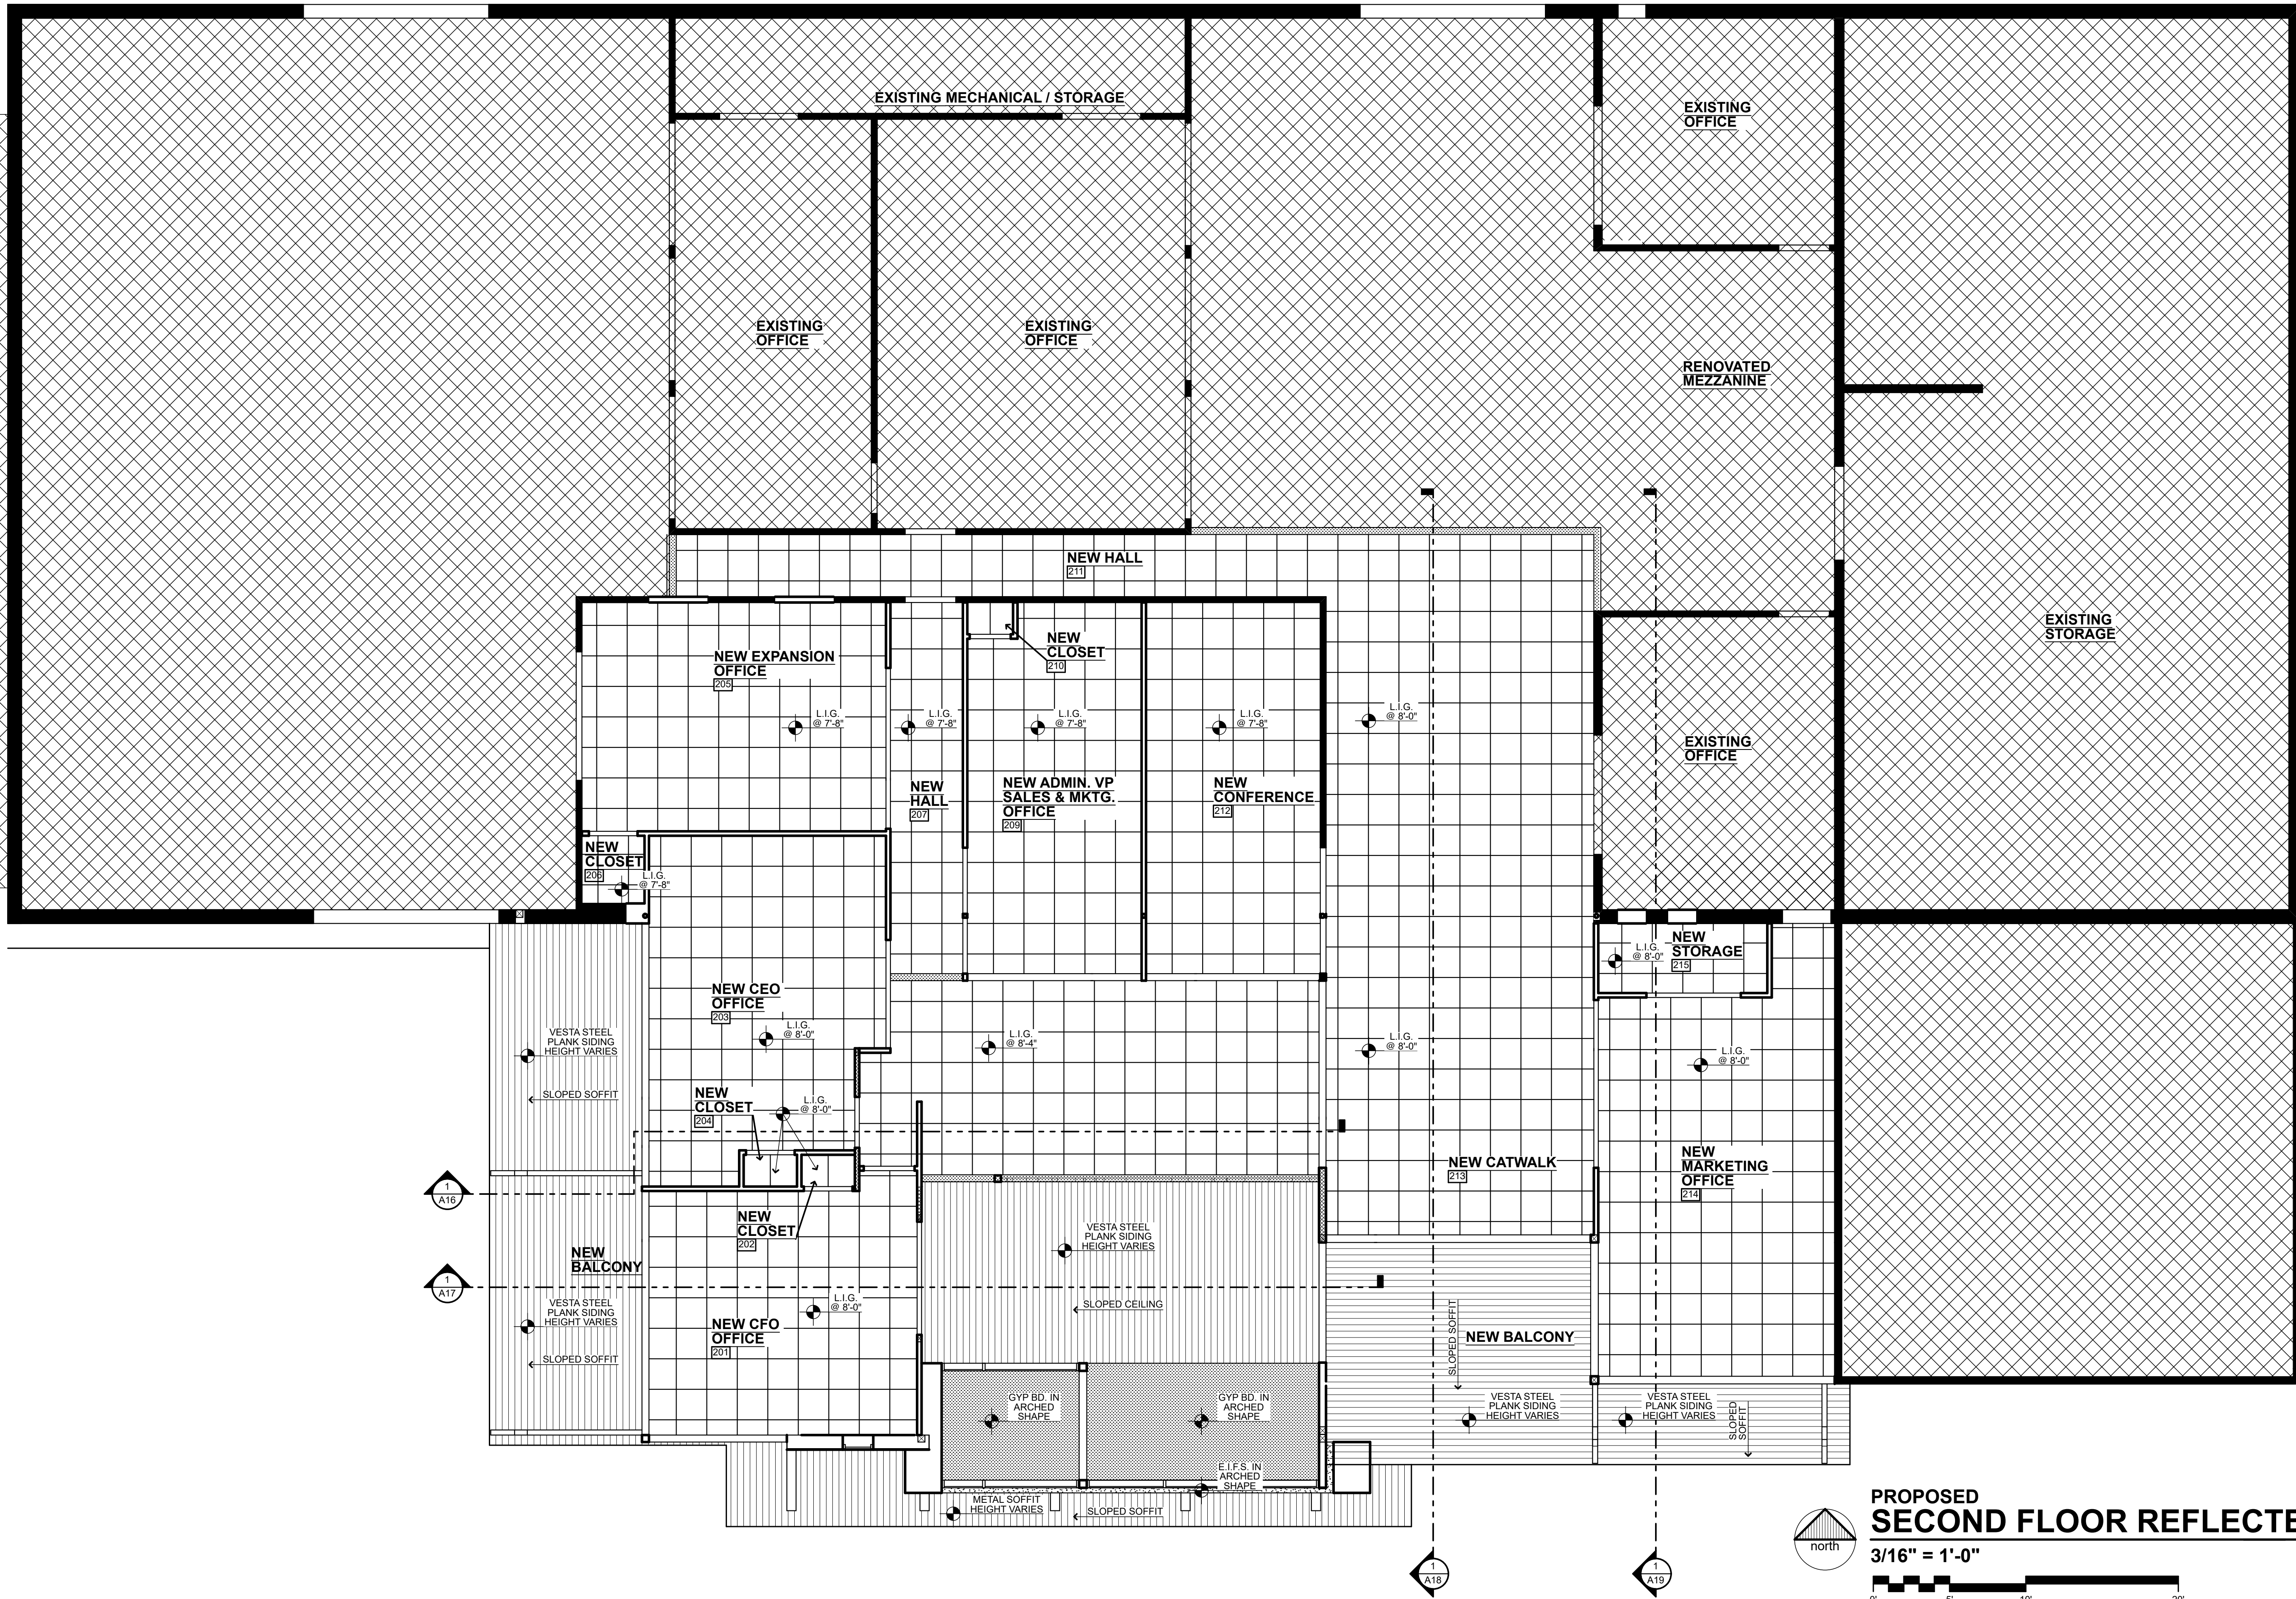 EXISTING MECHANICAL / STORAGE
EXISTING
OFFICE
EXISTING
OFFICE
EXISTING
OFFICE
RENOVATED
MEZZANINE
NEW HALL
211
EXISTING
STORAGE
NEW EXPANSION
OFFICE
205
NEW
CLOSET
210
L.I.G.
@ 7'-8"
L.I.G.
@ 7'-8"
L.I.G.
@ 7'-8"
L.I.G.
@ 7'-8"
L.I.G.
@ 8'-0"
EXISTING
OFFICE
NEW
HALL
207
NEW ADMIN. VP
SALES & MKTG.
OFFICE
209
NEW
CONFERENCE
212
NEW
CLOSET
206
L.I.G.
@ 7'-8"
NEW
STORAGE
215
L.I.G.
@ 8'-0"
NEW CEO
OFFICE
203
L.I.G.
@ 8'-0"
L.I.G.
@ 8'-4"
L.I.G.
@ 8'-0"
L.I.G.
@ 8'-0"
VESTA STEEL
PLANK SIDING
HEIGHT VARIES
SLOPED SOFFIT
NEW
CLOSET
204
L.I.G.
@ 8'-0"
NEW CATWALK
213
NEW
MARKETING
OFFICE
214
1
A16
NEW
CLOSET
202
VESTA STEEL
PLANK SIDING
HEIGHT VARIES
NEW
BALCONY
1
A17
VESTA STEEL
PLANK SIDING
HEIGHT VARIES
SLOPED SOFFIT
NEW CFO
OFFICE
201
L.I.G.
@ 8'-0"
SLOPED CEILING
SLOPED SOFFIT
NEW BALCONY
GYP BD. IN
ARCHED
SHAPE
GYP BD. IN
ARCHED
SHAPE
VESTA STEEL
PLANK SIDING
HEIGHT VARIES
VESTA STEEL
PLANK SIDING
HEIGHT VARIES
SLOPED
SOFFIT
E.I.F.S. IN
ARCHED
SHAPE
METAL SOFFIT
HEIGHT VARIES
SLOPED SOFFIT
1
A18
1
A19
north
PROPOSED
SECOND FLOOR REFLECTE
3/16" = 1'-0"
0' 5' 10' 20'